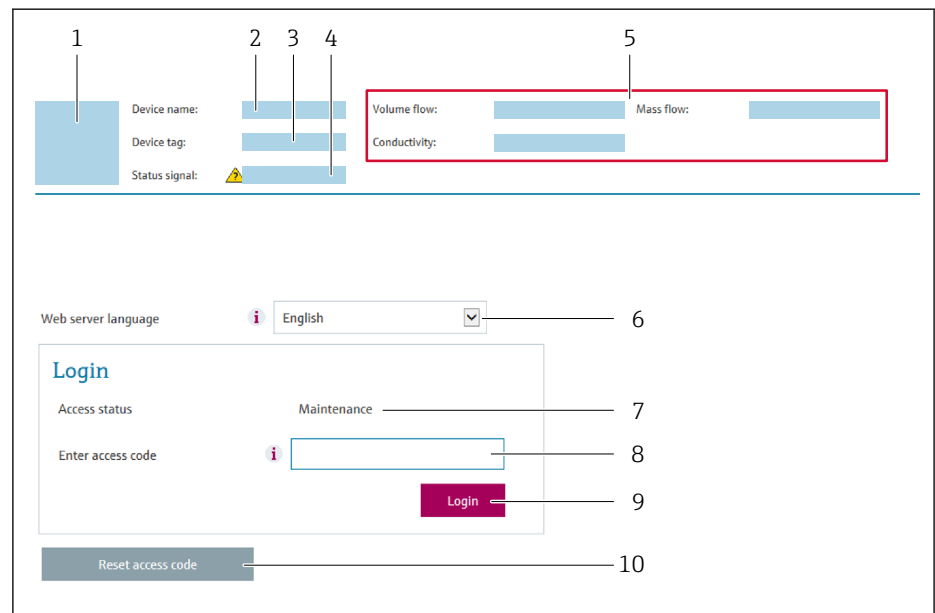 1 2 3 4 5
Device name: Volume flow: Mass flow:
Device tag: Conductivity:
Status signal: ?
Web server language i English 6
Login
Access status Maintenance 7
Enter access code i 8
Login 9
Reset access code 10